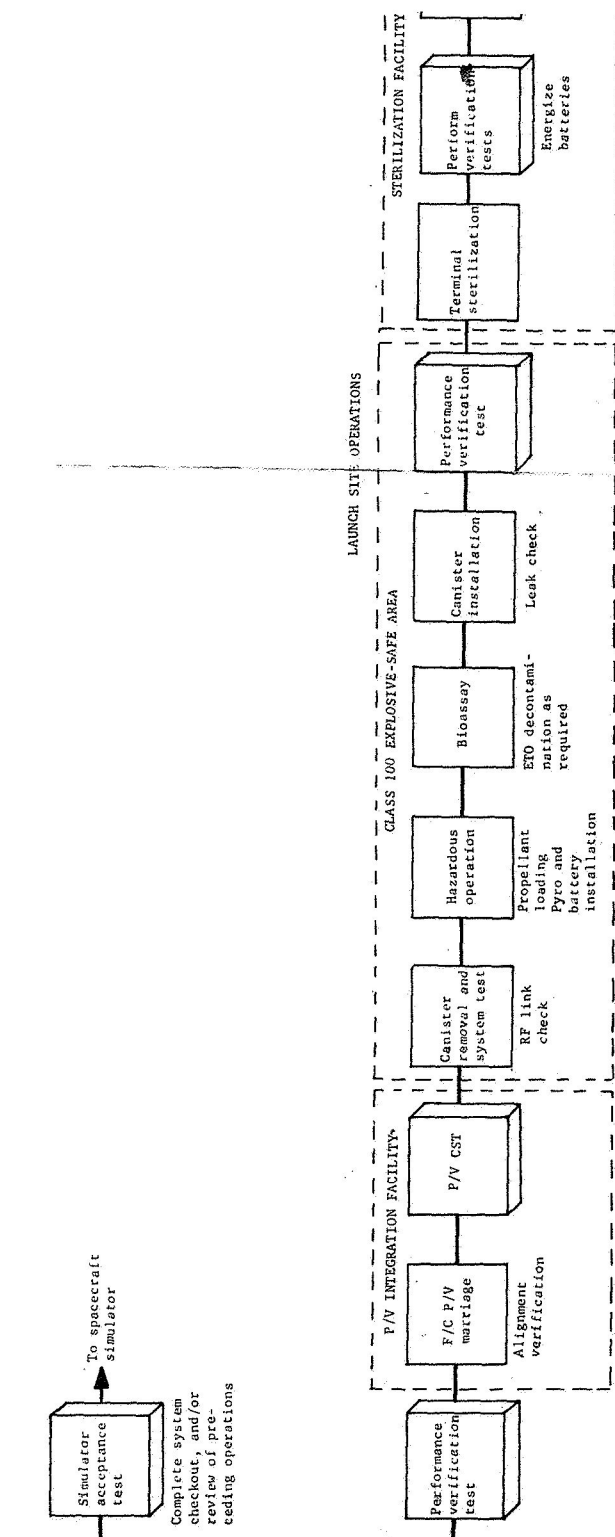 Simulator
acceptance
test
To spacecraft
simulator
Complete system
checkout, and/or
review of pre-
ceding operations
LAUNCH SITE OPERATIONS
Performance
verification
test
P/V INTEGRATION FACILITY
F/C P/V
marriage
Alignment
verification
P/V CST
CLASS 100 EXPLOSIVE-SAFE AREA
Canister
removal and
system test
RF link
check
Hazardous
operation
Propellant
loading
Pyro and
battery
installation
Bioassay
ETO decontami-
nation as
required
Canister
installation
Leak check
Performance
verification
test
STERILIZATION FACILITY
Terminal
sterilization
Perform
verification
tests
Energize
batteries